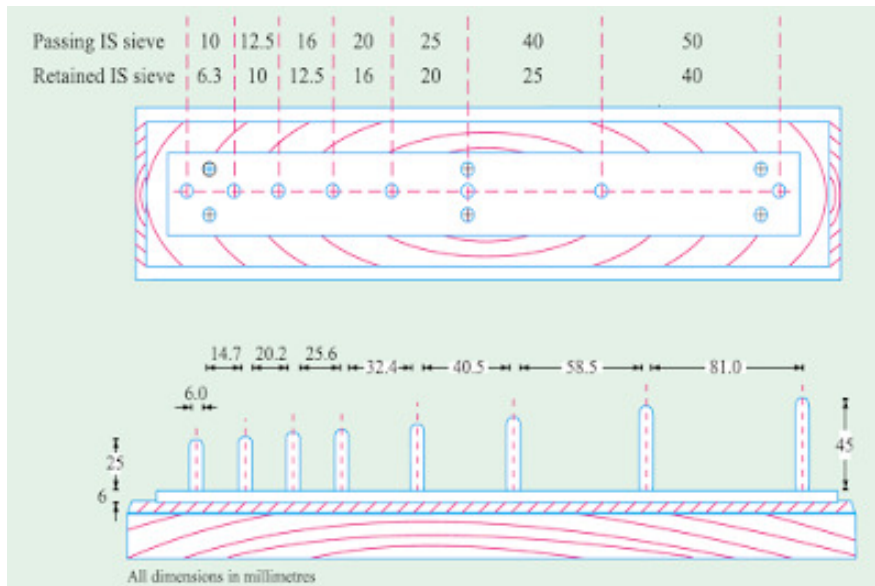 Passing IS sieve 10 12.5 16 20 25 40 50
Retained IS sieve 6.3 10 12.5 16 20 25 40
14.7 20.2 25.6 32.4 40.5 58.5 81.0
6.0
25
45
6
All dimensions in millimetres